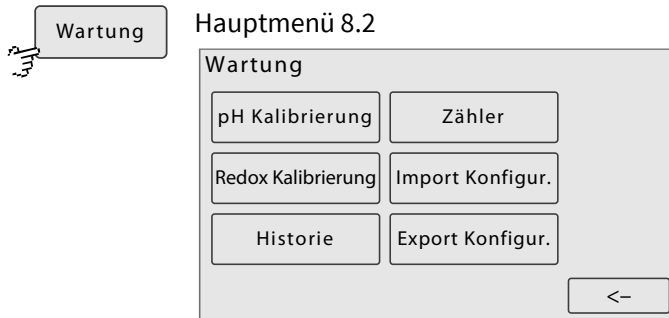 Wartung
Hauptmenü 8.2
Wartung
pH Kalibrierung
Zähler
Redox Kalibrierung
Import Konfigur.
Historie
Export Konfigur.
<–